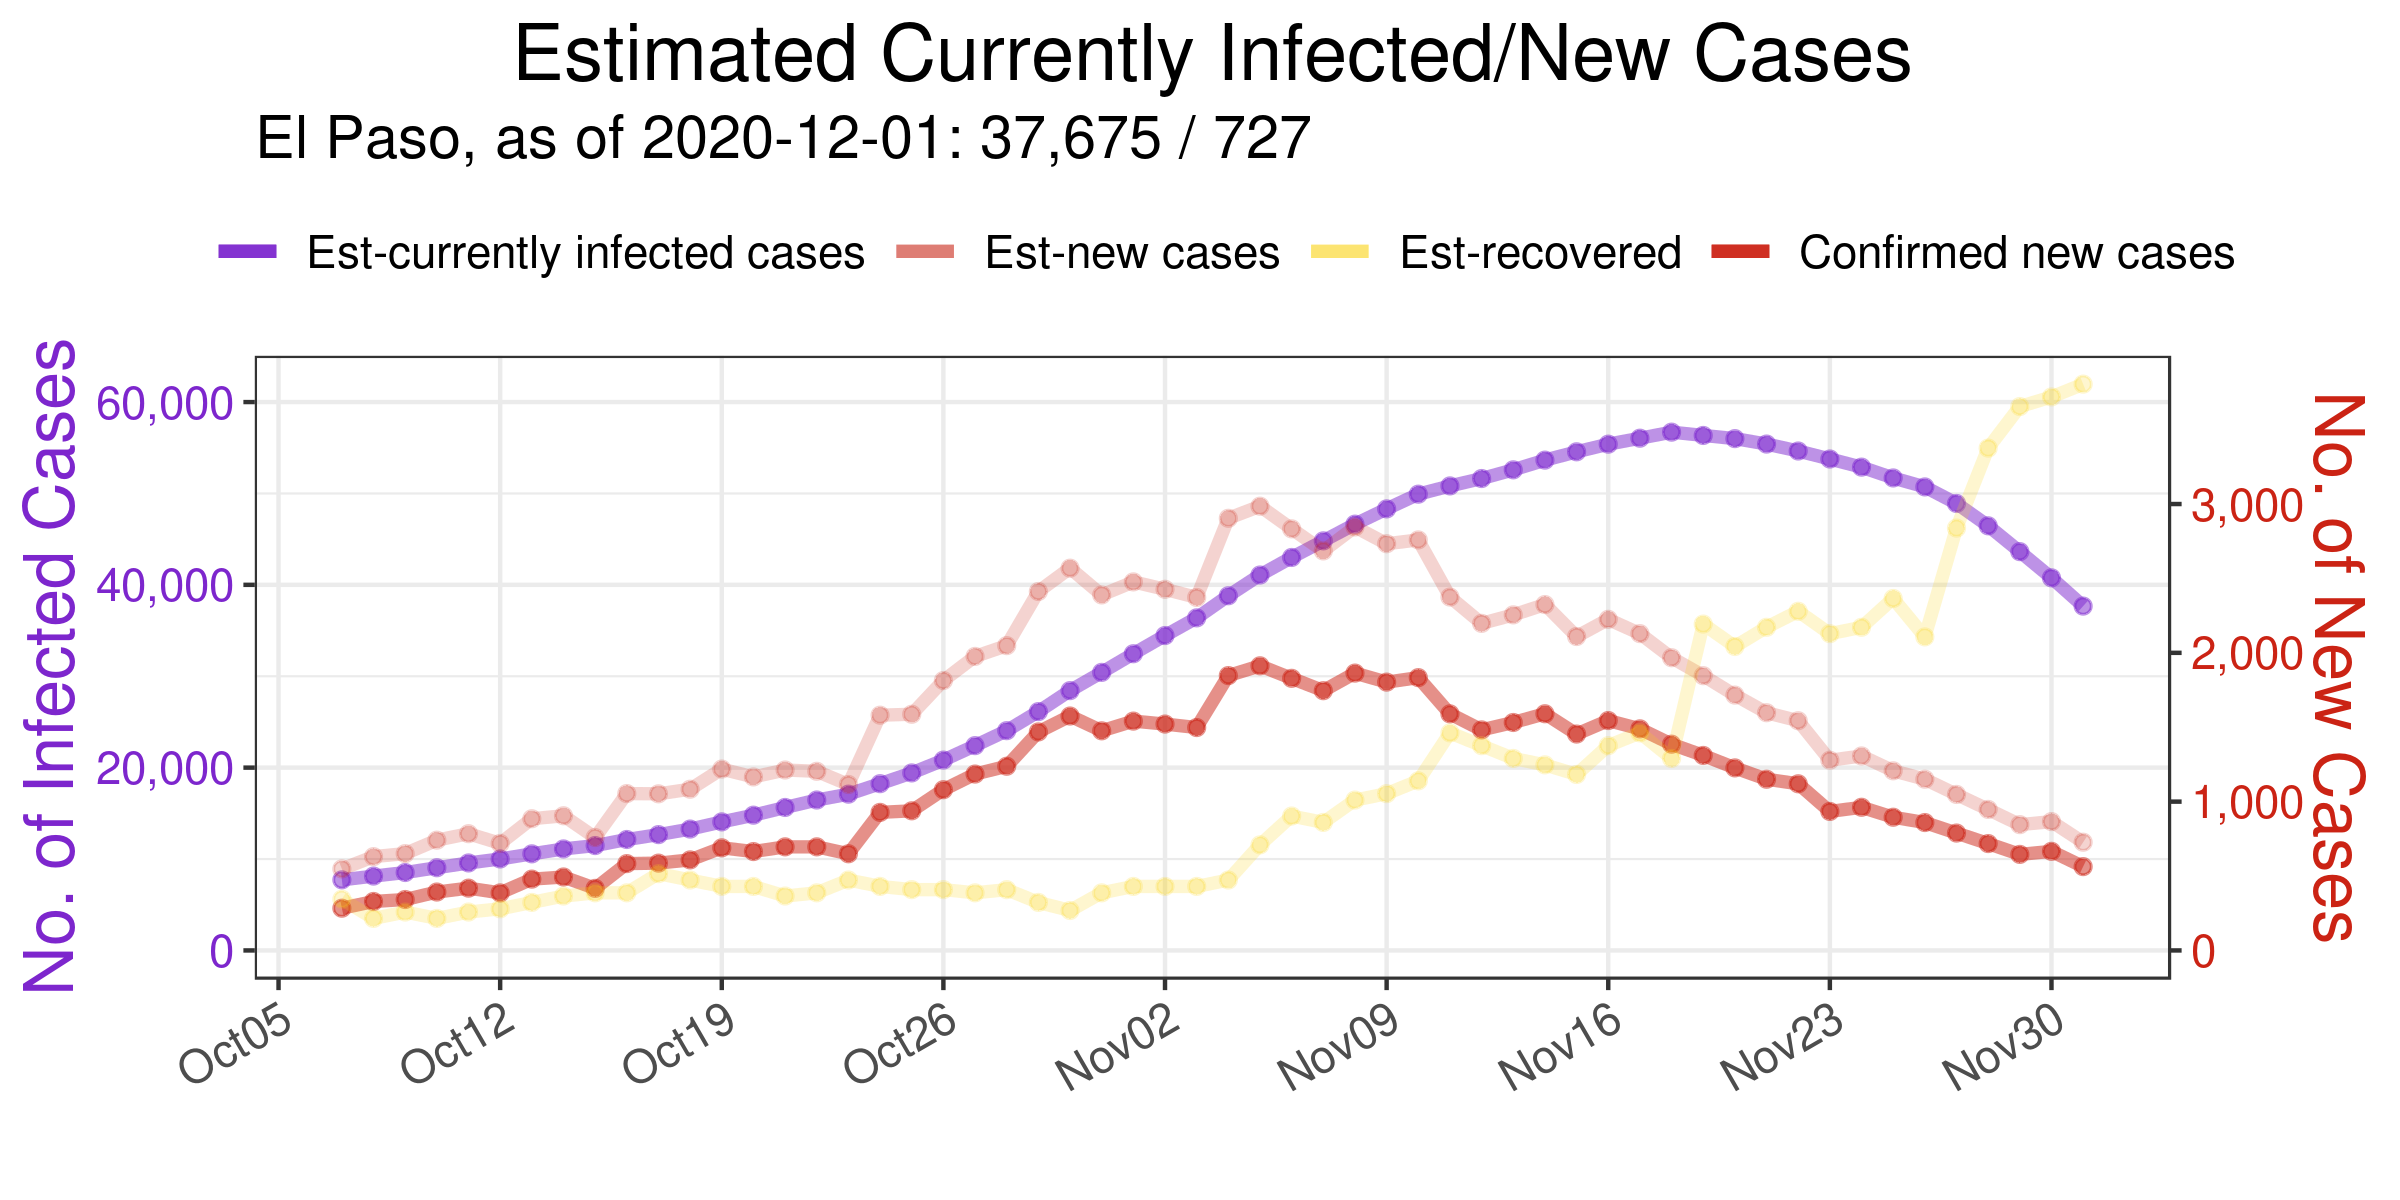 Estimated Currently Infected/New Cases
El Paso, as of 2020-12-01: 37,675 / 727
Est-currently infected cases Est-new cases Est-recovered Confirmed new cases
No. of Infected Cases
60,000
40,000
20,000
0
No. of New Cases
3,000
2,000
1,000
0
Oct05 Oct12 Oct19 Oct26 Nov02 Nov09 Nov16 Nov23 Nov30